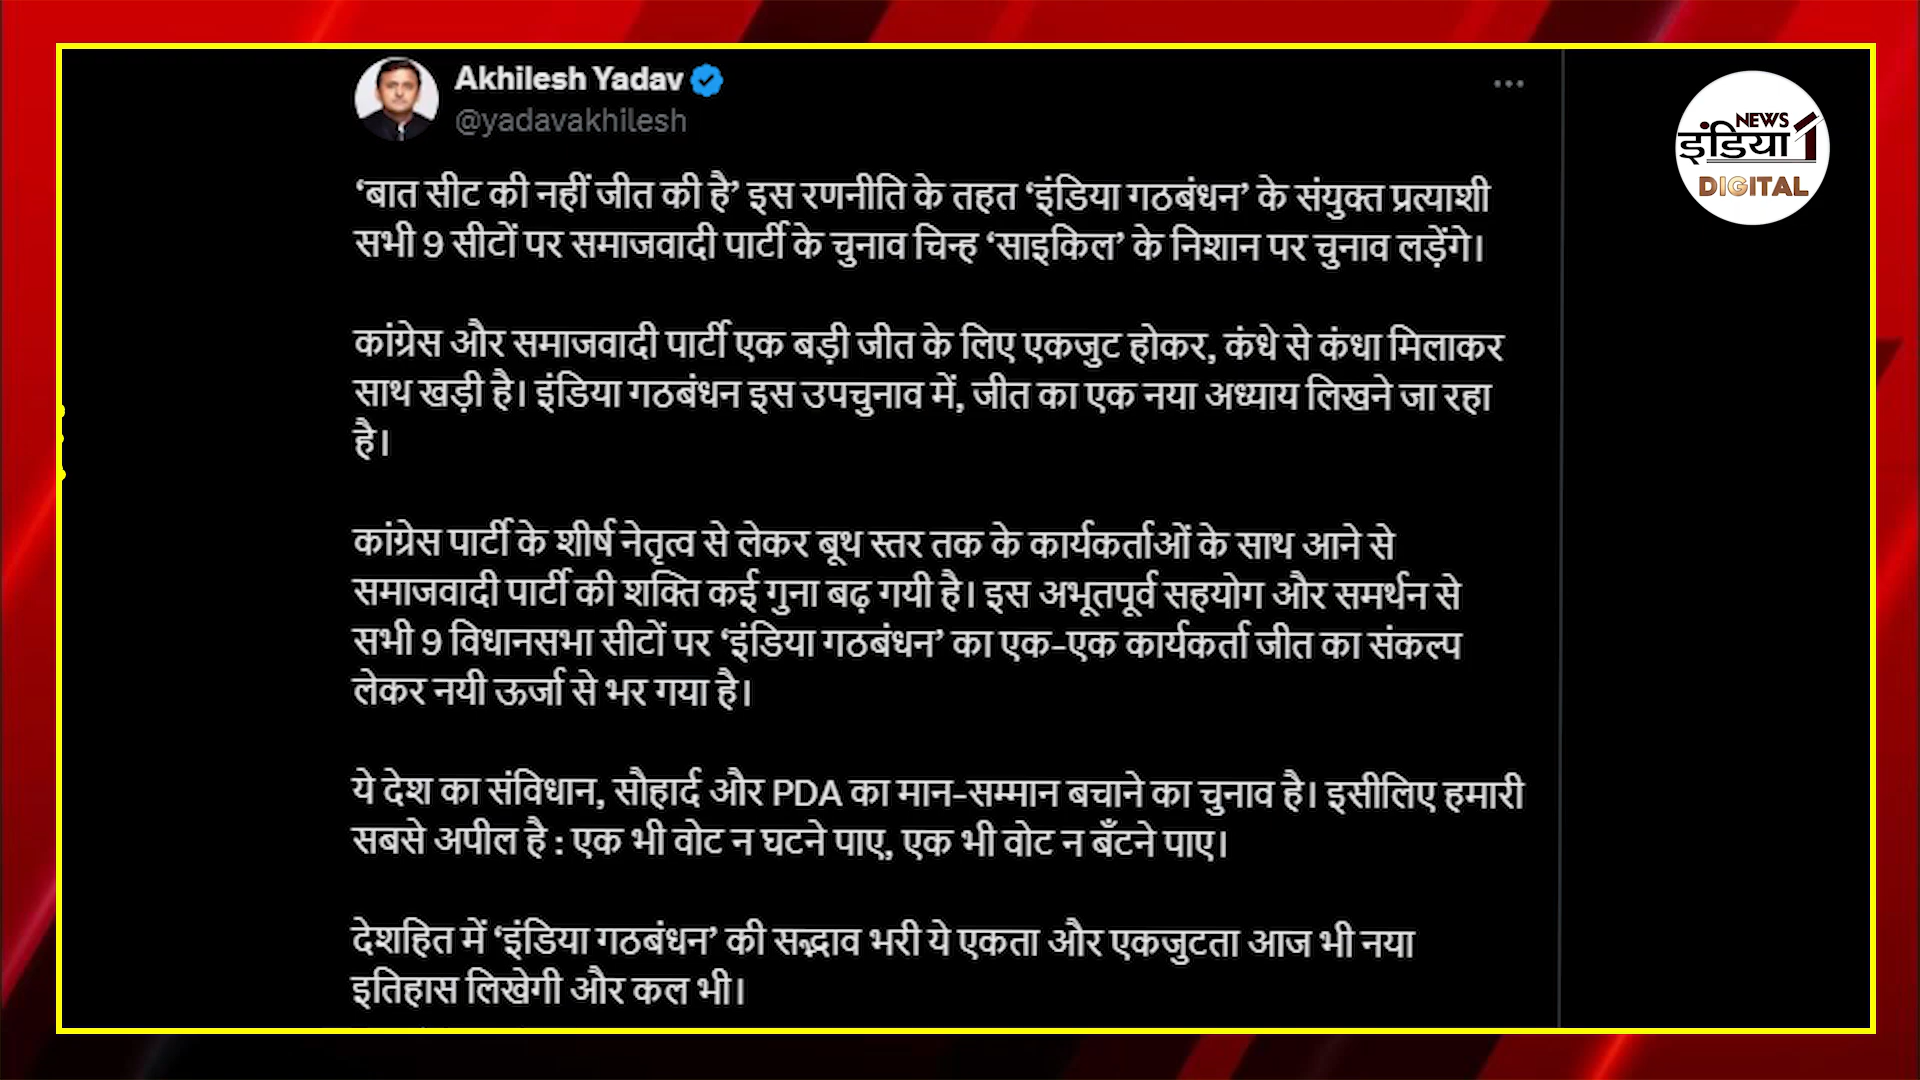 Akhilesh Yadav
@yadavakhilesh
NEWS
इंडिया 1
DIGITAL
‘बात सीट की नहीं जीत की है’ इस रणनीति के तहत ‘इंडिया गठबंधन’ के संयुक्त प्रत्याशी
सभी 9 सीटों पर समाजवादी पार्टी के चुनाव चिन्ह ‘साइकिल’ के निशान पर चुनाव लड़ेंगे।
कांग्रेस और समाजवादी पार्टी एक बड़ी जीत के लिए एकजुट होकर, कंधे से कंधा मिलाकर
साथ खड़ी है। इंडिया गठबंधन इस उपचुनाव में, जीत का एक नया अध्याय लिखने जा रहा
है।
कांग्रेस पार्टी के शीर्ष नेतृत्व से लेकर बूथ स्तर तक के कार्यकर्ताओं के साथ आने से
समाजवादी पार्टी की शक्ति कई गुना बढ़ गयी है। इस अभूतपूर्व सहयोग और समर्थन से
सभी 9 विधानसभा सीटों पर ‘इंडिया गठबंधन’ का एक-एक कार्यकर्ता जीत का संकल्प
लेकर नयी ऊर्जा से भर गया है।
ये देश का संविधान, सौहार्द और PDA का मान-सम्मान बचाने का चुनाव है। इसीलिए हमारी
सबसे अपील है : एक भी वोट न घटने पाए, एक भी वोट न बँटने पाए।
देशहित में ‘इंडिया गठबंधन’ की सद्भाव भरी ये एकता और एकजुटता आज भी नया
इतिहास लिखेगी और कल भी।